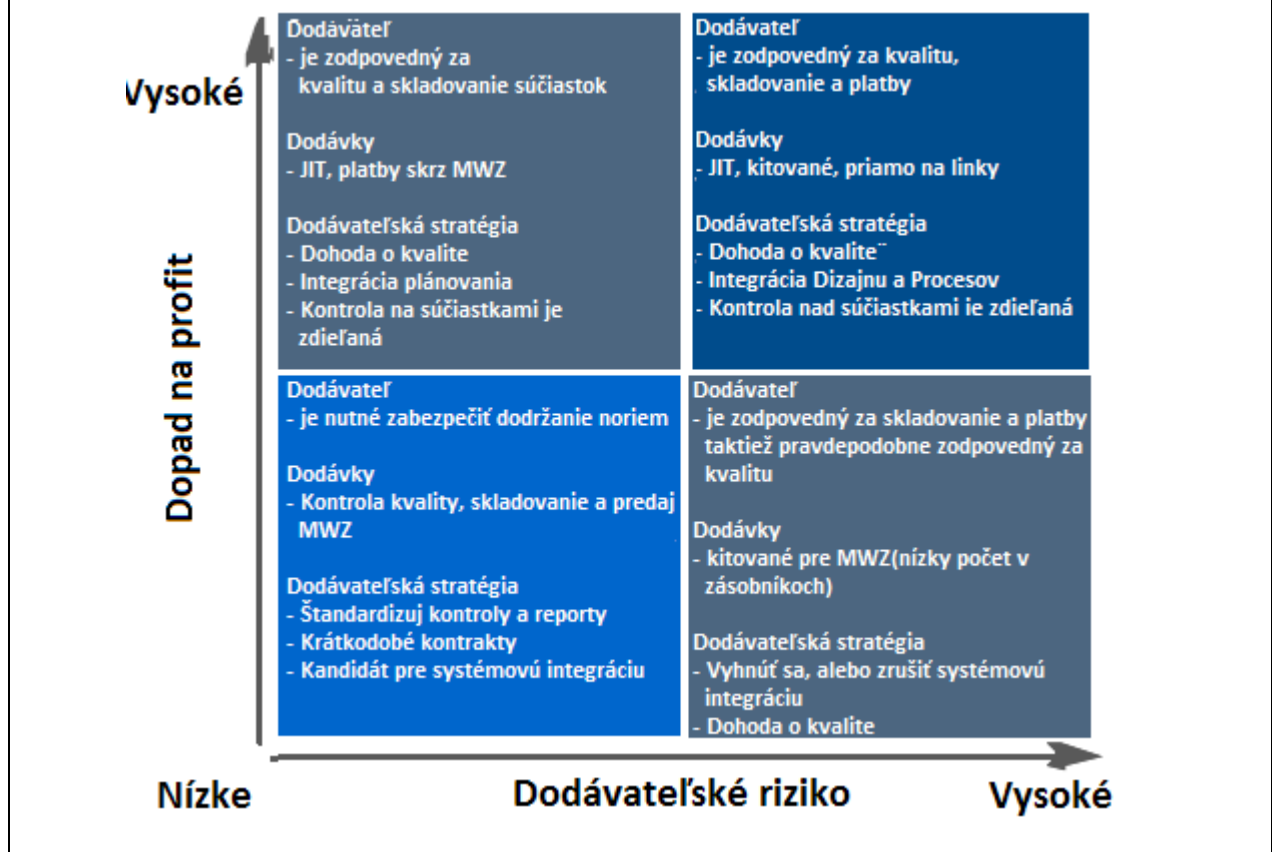 Vysoké
Dopad na profit
Dodávateľ
- je zodpovedný za
kvalitu a skladovanie súčiastok
Dodávky
- JIT, platby skrz MWZ
Dodávateľská stratégia
- Dohoda o kvalite
- Integrácia plánovania
- Kontrola na súčiastkami je
zdieľaná
Dodávateľ
- je zodpovedný za kvalitu,
skladovanie a platby
Dodávky
- JIT, kitované, priamo na linky
Dodávateľská stratégia
- Dohoda o kvalite¨
- Integrácia Dizajnu a Procesov
- Kontrola nad súčiastkami ie zdieľaná
Dodávateľ
- je nutné zabezpečiť dodržanie noriem
Dodávky
- Kontrola kvality, skladovanie a predaj
MWZ
Dodávateľská stratégia
- Štandardizuj kontroly a reporty
- Krátkodobé kontrakty
- Kandidát pre systémovú integráciu
Dodávateľ
- je zodpovedný za skladovanie a platby
taktiež pravdepodobne zodpovedný za
kvalitu
Dodávky
- kitované pre MWZ(nízky počet v
zásobníkoch)
Dodávateľská stratégia
- Vyhnúť sa, alebo zrušiť systémovú
integráciu
- Dohoda o kvalite
Nízke
Dodávateľské riziko
Vysoké